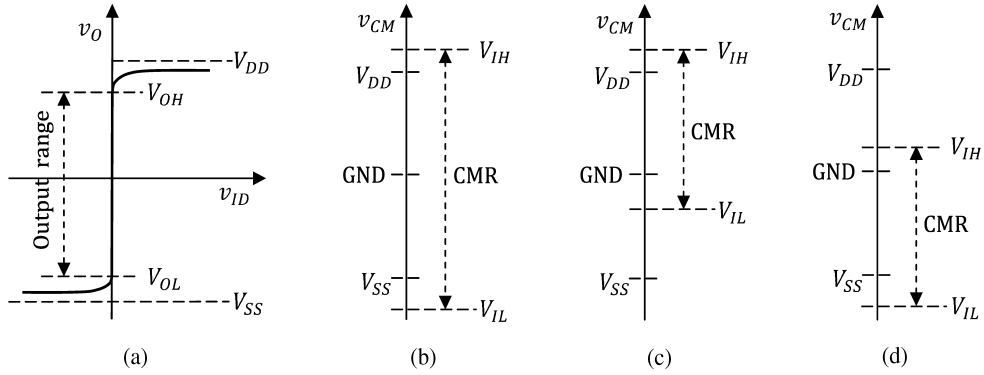 v_O
V_DD
V_OH
Output range
v_ID
V_OL
V_SS
(a)
v_CM
V_IH
V_DD
GND
CMR
V_SS
V_IL
(b)
v_CM
V_IH
V_DD
CMR
GND
V_IL
V_SS
(c)
v_CM
V_DD
V_IH
GND
CMR
V_SS
V_IL
(d)